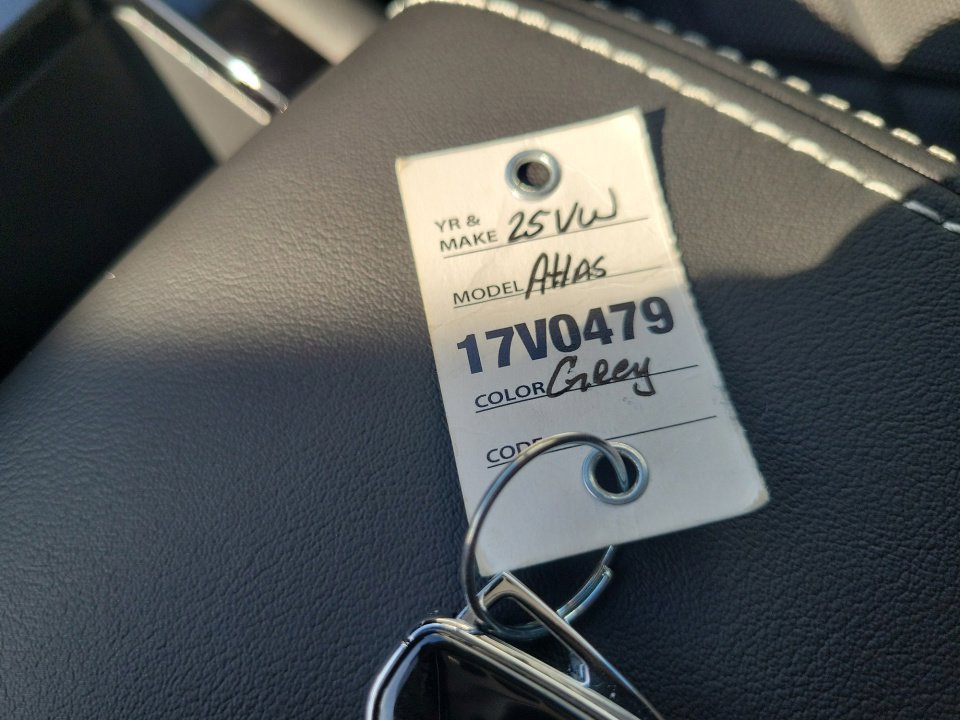 YR &
MAKE 25 VW
MODEL Atlas
17V0479
COLOR Grey
CODE